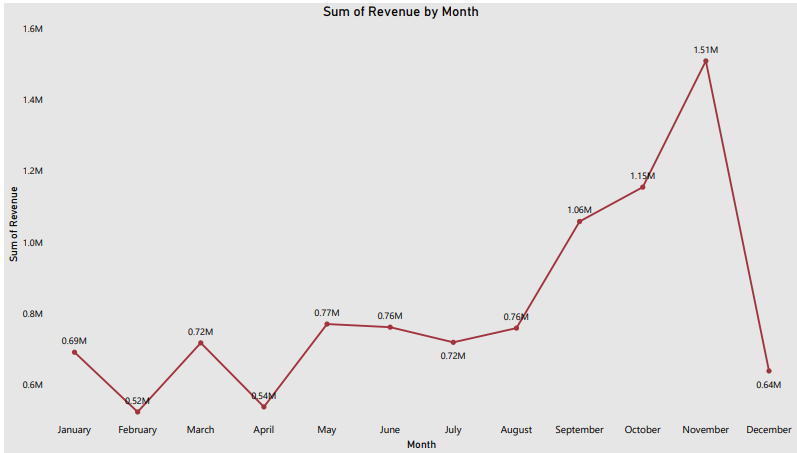 Sum of Revenue by Month
1.6M
1.4M
1.2M
1.0M
0.8M
0.6M
Sum of Revenue
0.69M
0.52M
0.72M
0.54M
0.77M
0.76M
0.72M
0.76M
1.06M
1.15M
1.51M
0.64M
January February March April May June July August September October November December
Month